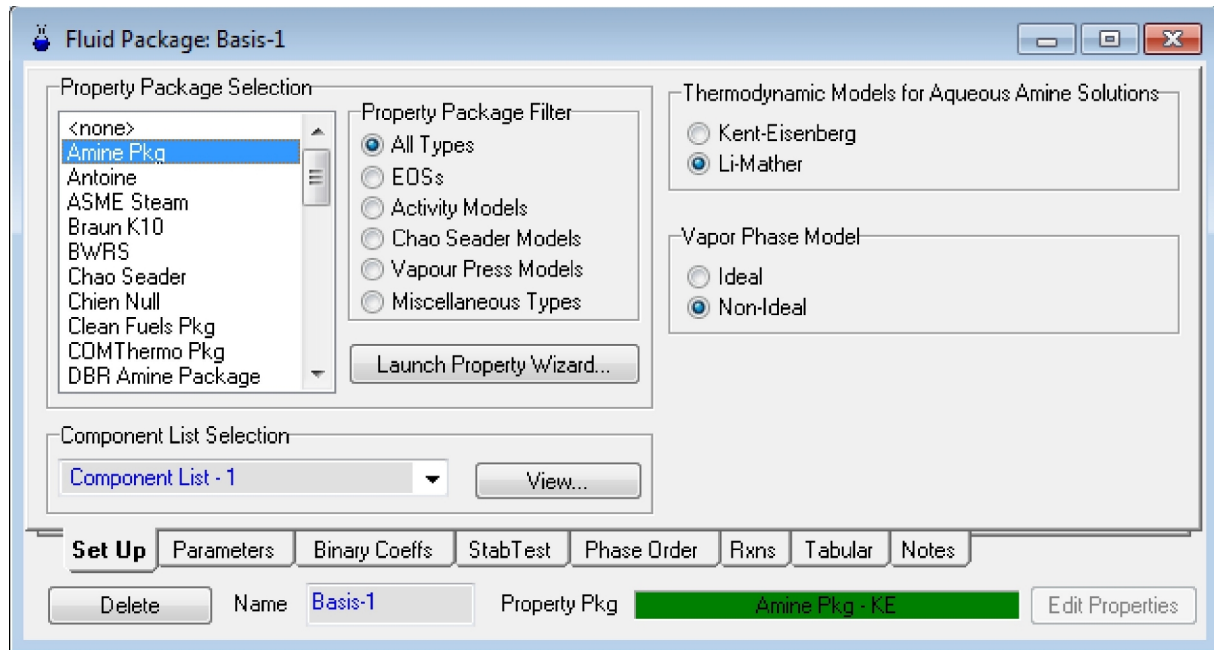 Fluid Package: Basis-1
Property Package Selection
<none>
Amine Pkg
Antoine
ASME Steam
Braun K10
BWRS
Chao Seader
Chien Null
Clean Fuels Pkg
COMThermo Pkg
DBR Amine Package
Property Package Filter
All Types
EOSs
Activity Models
Chao Seader Models
Vapour Press Models
Miscellaneous Types
Launch Property Wizard...
Thermodynamic Models for Aqueous Amine Solutions
Kent-Eisenberg
Li-Mather
Vapor Phase Model
Ideal
Non-Ideal
Component List Selection
Component List - 1
View...
Set Up Parameters Binary Coeffs StabTest Phase Order Rxns Tabular Notes
Delete Name Basis-1 Property Pkg Amine Pkg - KE Edit Properties